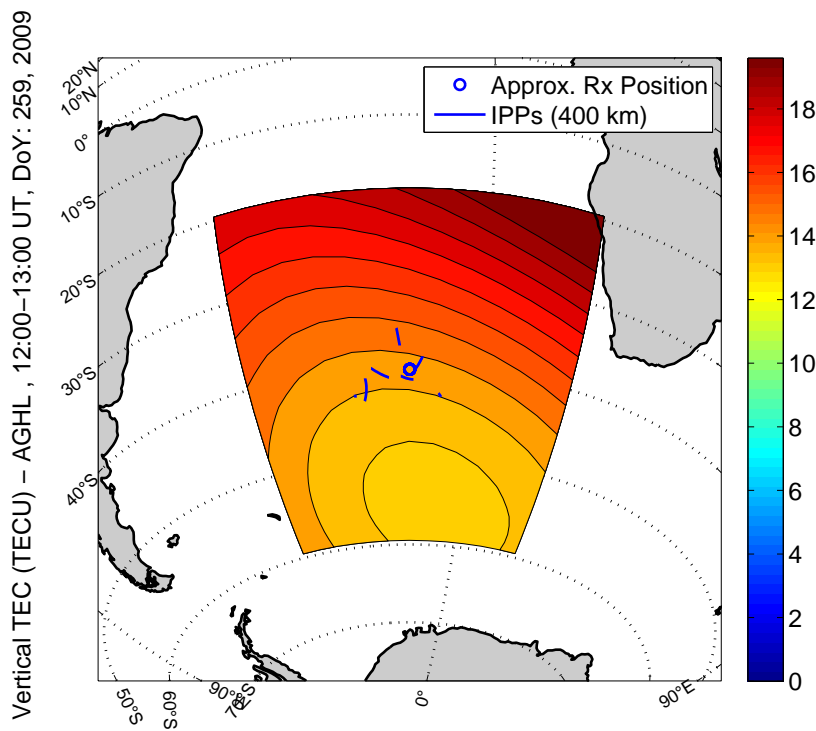 Vertical TEC (TECU) − AGHL , 12:00−13:00 UT, DoY: 259, 2009
Approx. Rx Position
IPPs (400 km)
20°N
10°N
0°
10°S
20°S
30°S
40°S
50°S
60°S
90°W
70°S
0
90°E
18
16
14
12
10
8
6
4
2
0